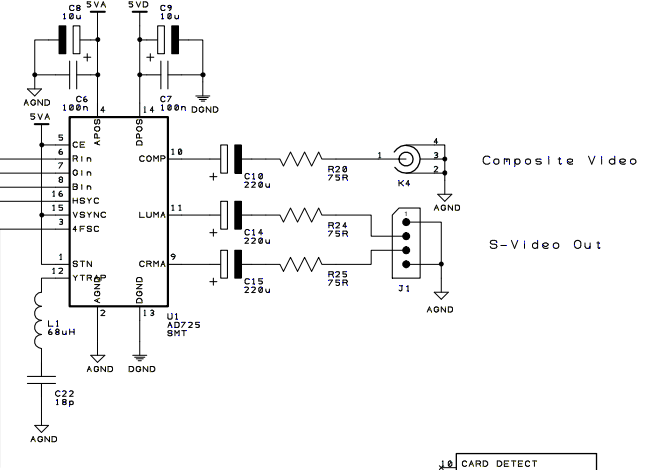 5VA 5VD
C8 C9
10u 10u
+ +
C6 C7
100n 100n
AGND DGND
5VA
4 14
APOS DPOS
5 CE
6 Rin
7 Gin
8 Bin
16 HSYC
15 VSYNC
3 4FSC
1 STN
12 YTRAP
COMP 10
LUMA 11
CRMA 9
AGND DGND
2 13
U1
AD725
SMT
+ C10
220u
R20
75R
1 4
3
2
K4
AGND
Composite Video
+ C14
220u
R24
75R
1
S-Video Out
+ C15
220u
R25
75R
J1
AGND
L1
68uH
AGND DGND
C22
18p
AGND
10 CARD DETECT